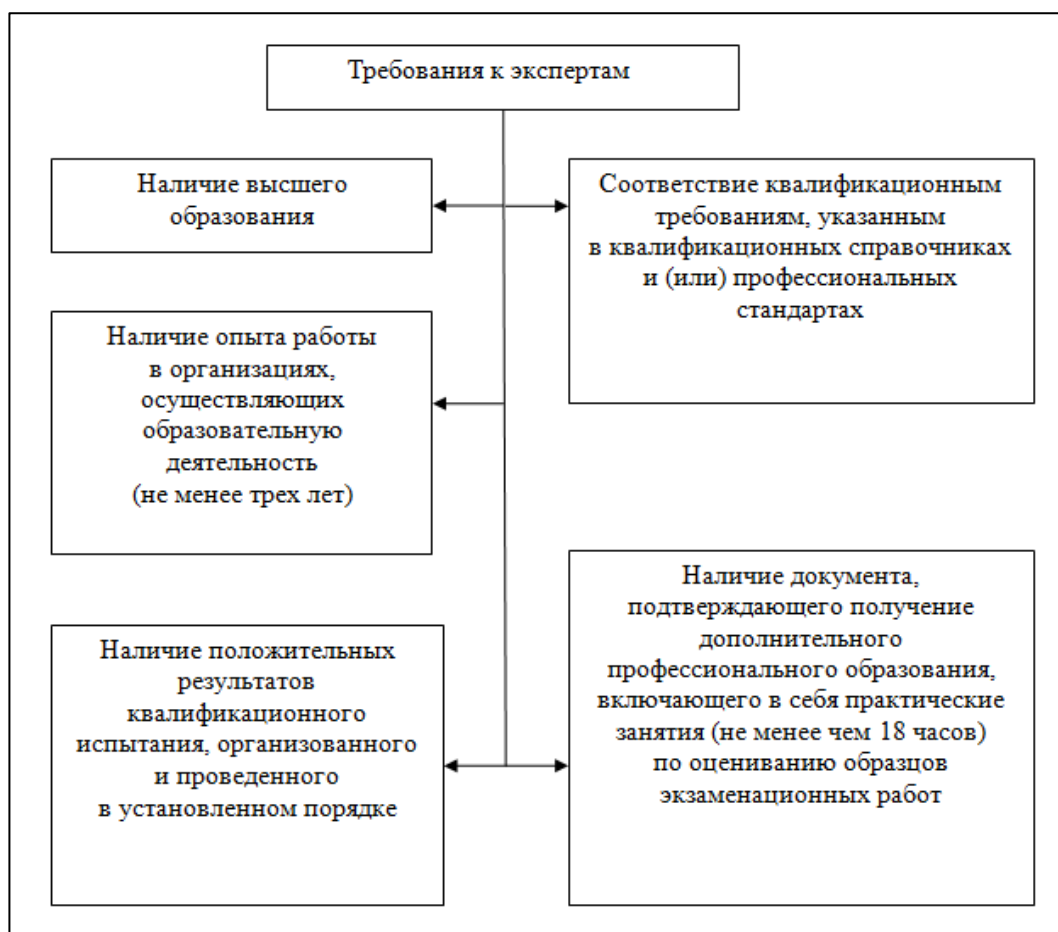 Требования к экспертам
Наличие высшего
образования
Соответствие квалификационным
требованиям, указанным
в квалификационных справочниках
и (или) профессиональных
стандартах
Наличие опыта работы
в организациях,
осуществляющих
образовательную
деятельность
(не менее трех лет)
Наличие документа,
подтверждающего получение
дополнительного
профессионального образования,
включающего в себя практические
занятия (не менее чем 18 часов)
по оцениванию образцов
экзаменационных работ
Наличие положительных
результатов
квалификационного
испытания, организованного
и проведенного
в установленном порядке